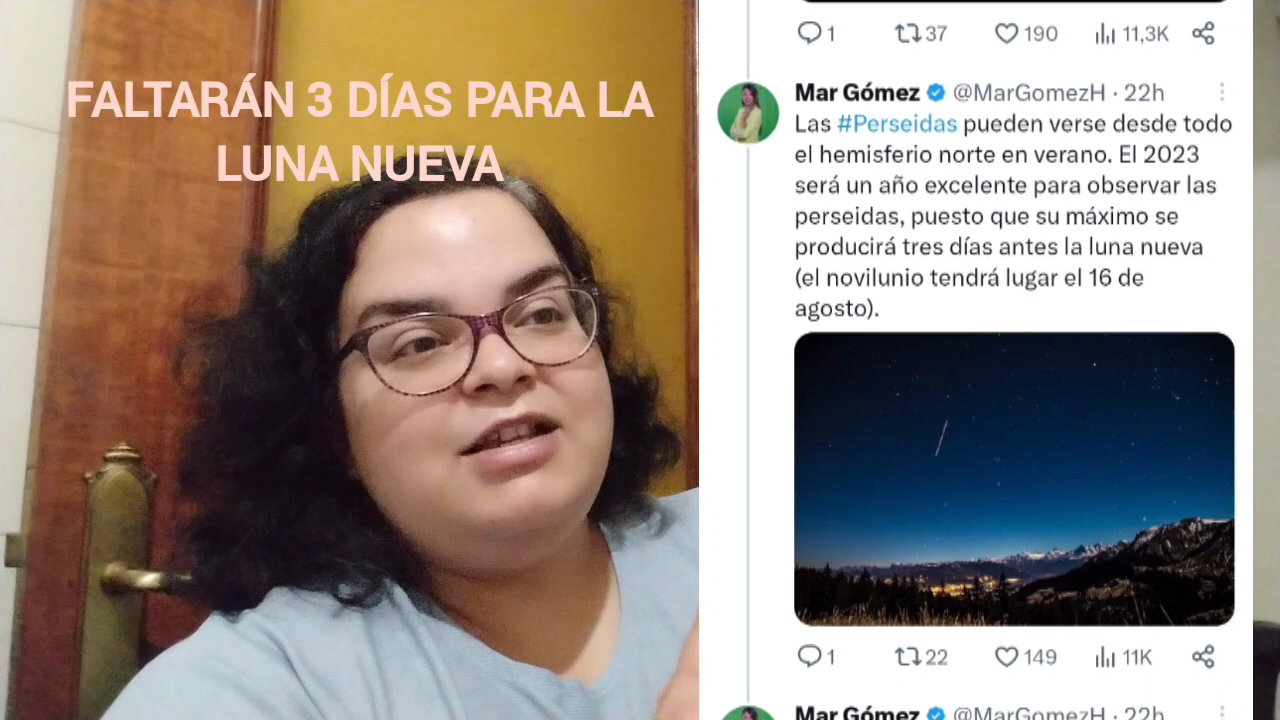 FALTARÁN 3 DÍAS PARA LA
LUNA NUEVA
1 37 190 11,3K
Mar Gómez @MarGomezH · 22h
Las #Perseidas pueden verse desde todo
el hemisferio norte en verano. El 2023
será un año excelente para observar las
perseidas, puesto que su máximo se
producirá tres días antes la luna nueva
(el novilunio tendrá lugar el 16 de
agosto).
1 22 149 11K
Mar Gómez @MarGomezH · 22h